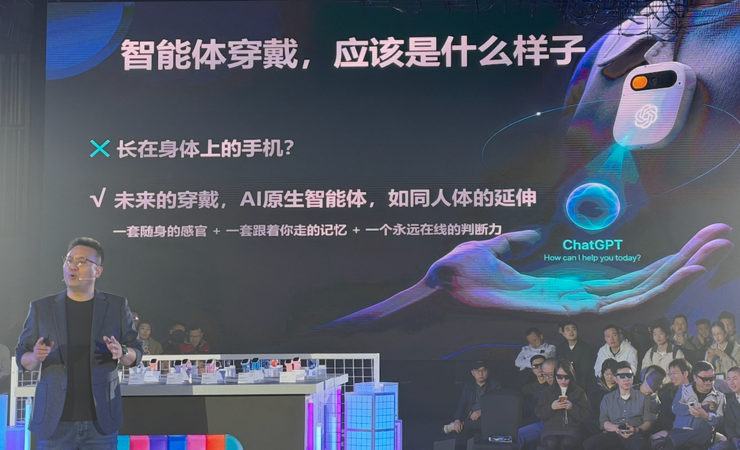 智能体穿戴，应该是什么样子
✕ 长在身体上的手机？
√ 未来的穿戴，AI原生智能体，如同人体的延伸
一套随身的感官 + 一套跟着你走的记忆 + 一个永远在线的判断力
ChatGPT
How can I help you today?